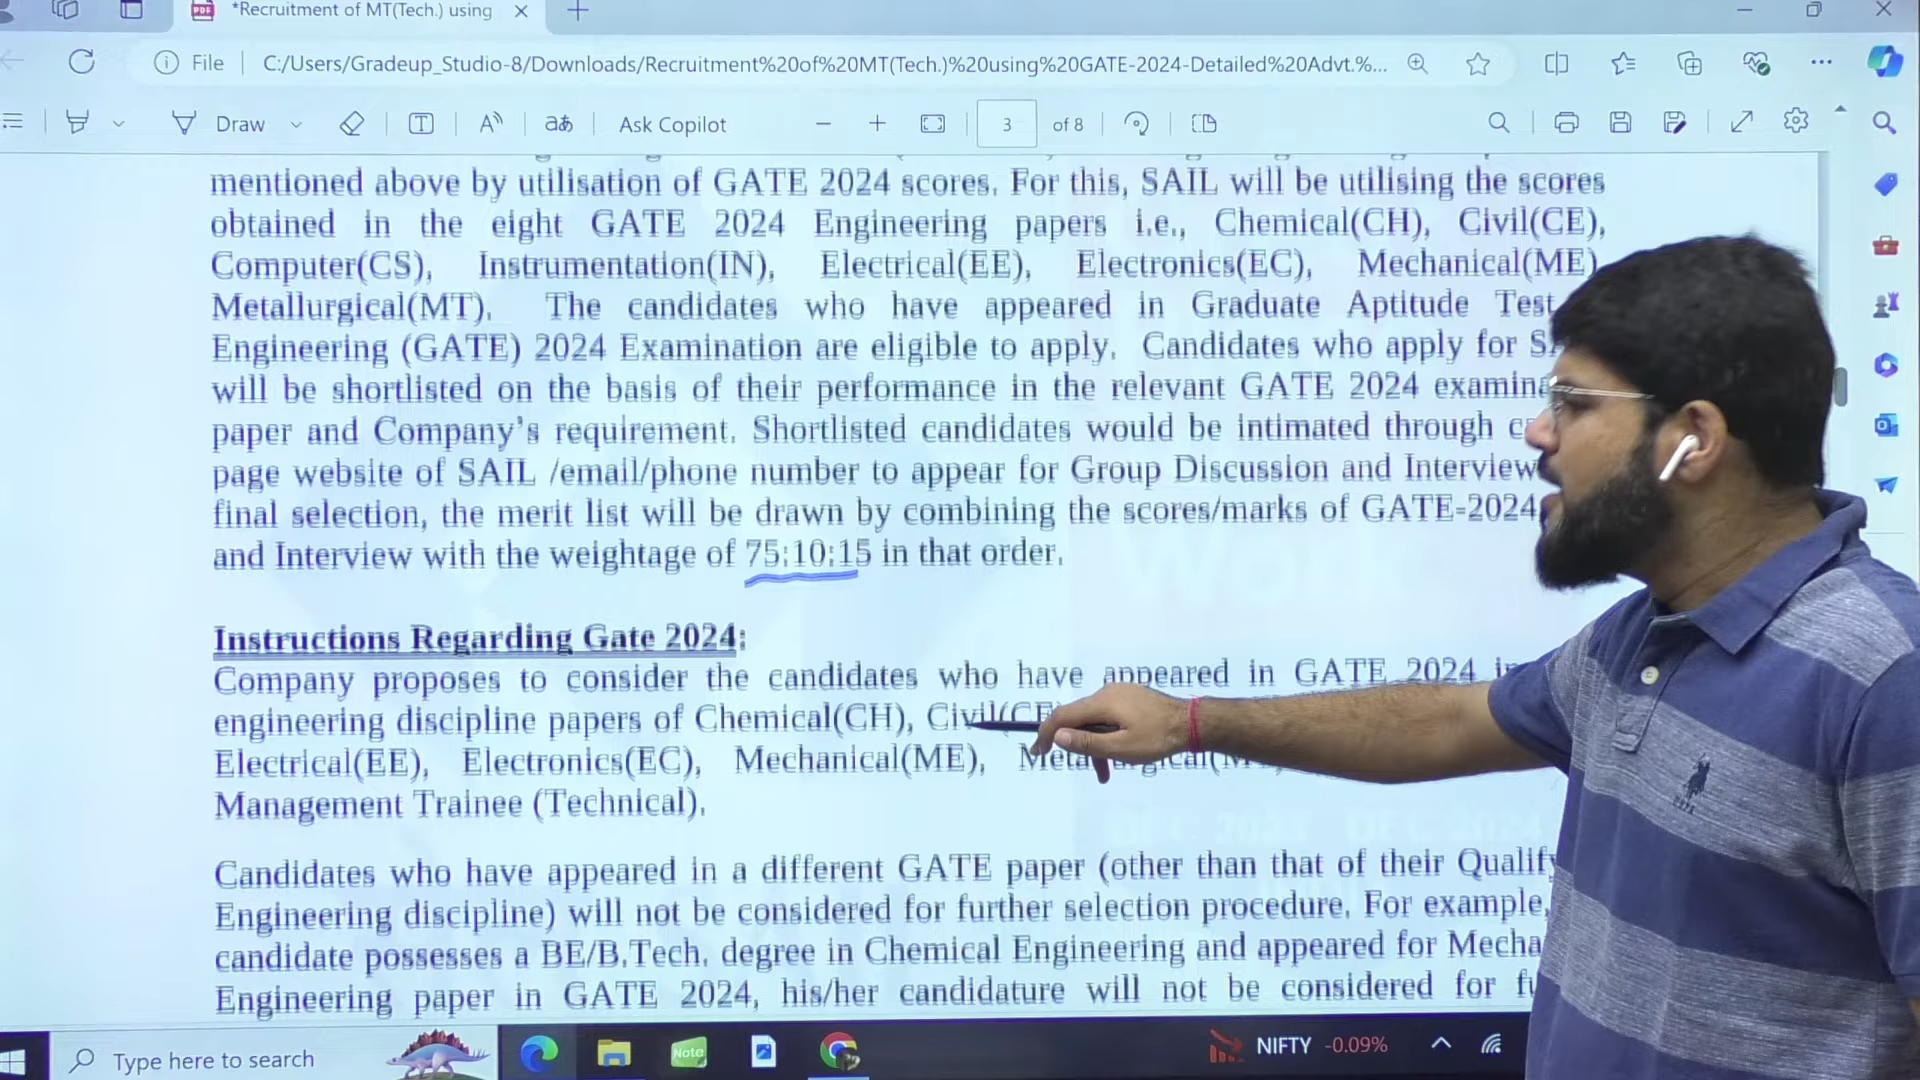 *Recruitment of MT(Tech.) using
File
C:/Users/Gradeup_Studio-8/Downloads/Recruitment%20of%20MT(Tech.)%20using%20GATE-2024-Detailed%20Advt.%...
Draw
Ask Copilot
3
of 8
mentioned above by utilisation of GATE 2024 scores. For this, SAIL will be utilising the scores
obtained in the eight GATE 2024 Engineering papers i.e., Chemical(CH), Civil(CE),
Computer(CS), Instrumentation(IN), Electrical(EE), Electronics(EC), Mechanical(ME)
Metallurgical(MT). The candidates who have appeared in Graduate Aptitude Test
Engineering (GATE) 2024 Examination are eligible to apply. Candidates who apply for
will be shortlisted on the basis of their performance in the relevant GATE 2024
paper and Company's requirement. Shortlisted candidates would be intimated through
page website of SAIL /email/phone number to appear for Group Discussion and Interview
final selection, the merit list will be drawn by combining the scores/marks of GATE-2024,
and Interview with the weightage of 75:10:15 in that order.
Instructions Regarding Gate 2024:
Company proposes to consider the candidates who have appeared in GATE 2024
engineering discipline papers of Chemical(CH), Civil(CE)
Electrical(EE), Electronics(EC), Mechanical(ME),
Management Trainee (Technical).
Candidates who have appeared in a different GATE paper (other than that of their
Engineering discipline) will not be considered for further selection procedure. For example,
candidate possesses a BE/B.Tech. degree in Chemical Engineering and appeared for
Engineering paper in GATE 2024, his/her candidature will not be considered for
Type here to search
Note
NIFTY -0.09%